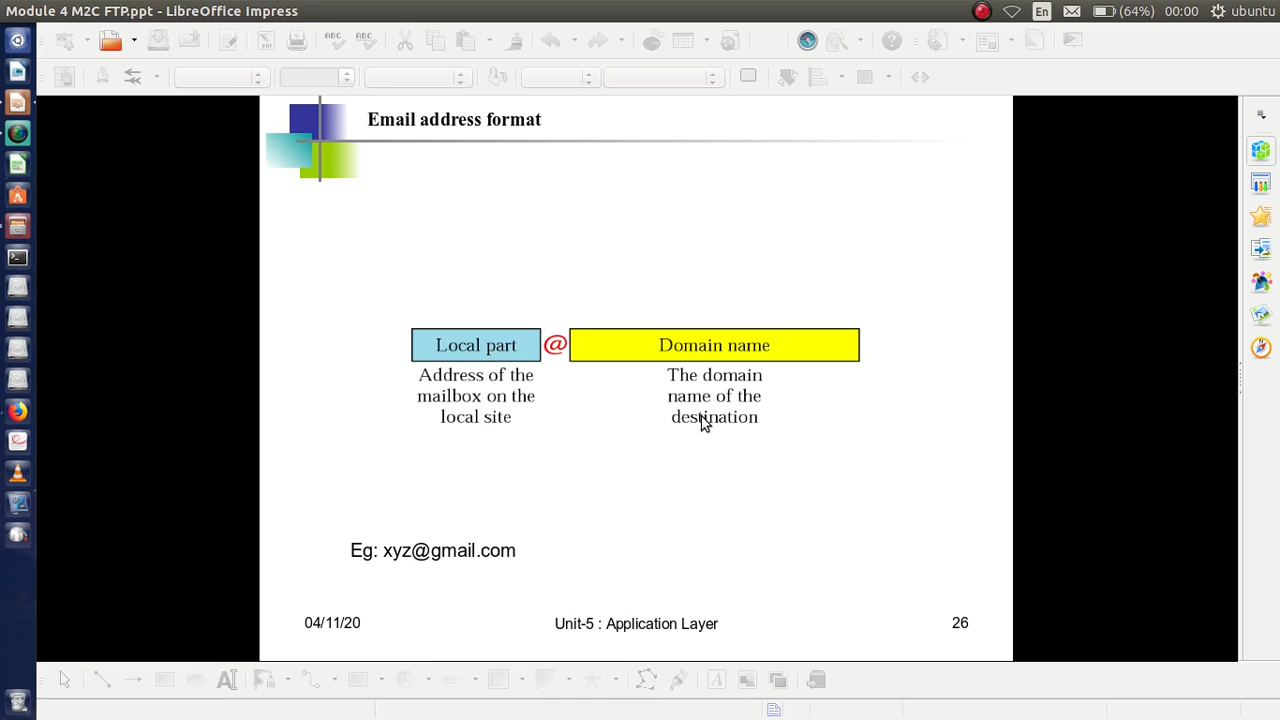 Module 4 M2C FTP.ppt - LibreOffice Impress
En
(64%)
00:00
ubuntu
ABC
ABC
Email address format
Local part
@
Domain name
Address of the
mailbox on the
local site
The domain
name of the
destination
Eg: xyz@gmail.com
04/11/20
Unit-5 : Application Layer
26